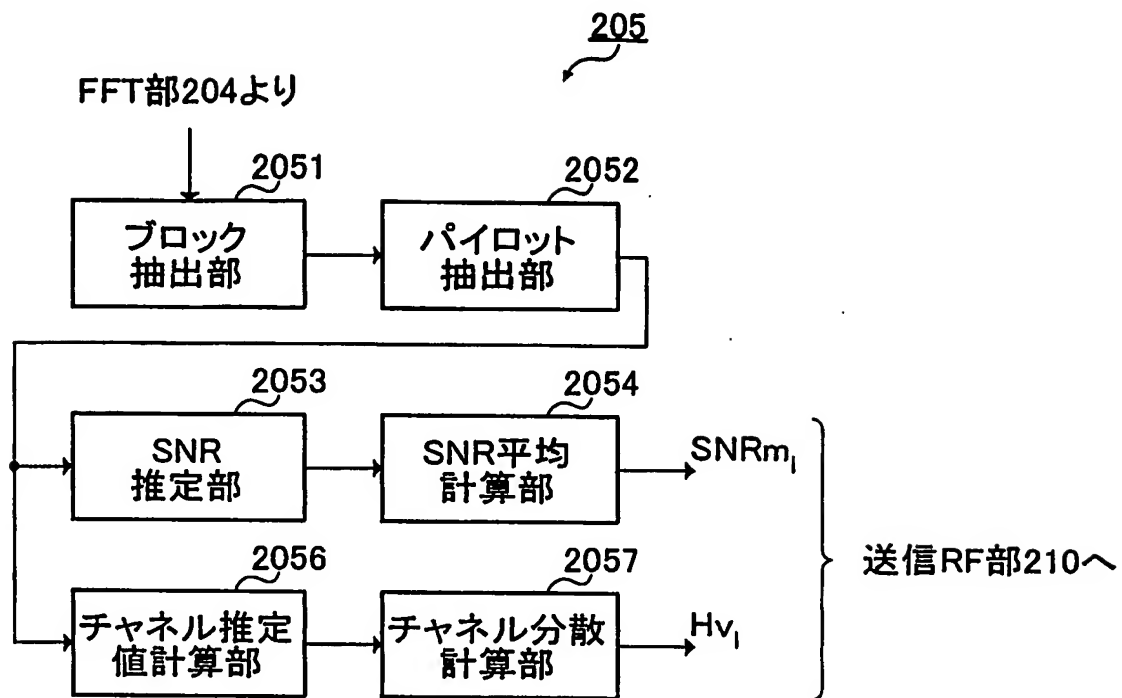 205
FFT部204より
2051
2052
ブロック
抽出部
パイロット
抽出部
2053
2054
SNR
推定部
SNR平均
計算部
SNRm_l
2056
2057
チャネル推定
値計算部
チャネル分散
計算部
Hv_l
送信RF部210へ